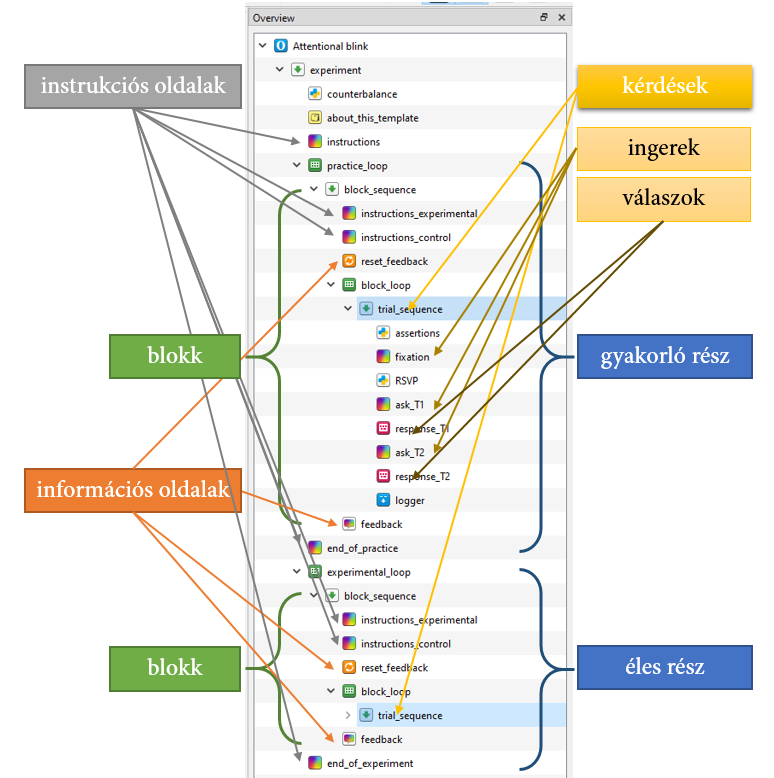 Overview
Attentional blink
experiment
instrukciós oldalak
kérdések
counterbalance
about_this_template
instructions
ingerek
practice_loop
block_sequence
válaszok
instructions_experimental
instructions_control
reset_feedback
block_loop
trial_sequence
assertions
blokk
fixation
gyakorló rész
RSVP
ask_T1
response_T1
ask_T2
response_T2
információs oldalak
logger
feedback
end_of_practice
experimental_loop
block_sequence
instructions_experimental
instructions_control
blokk
reset_feedback
éles rész
block_loop
trial_sequence
feedback
end_of_experiment